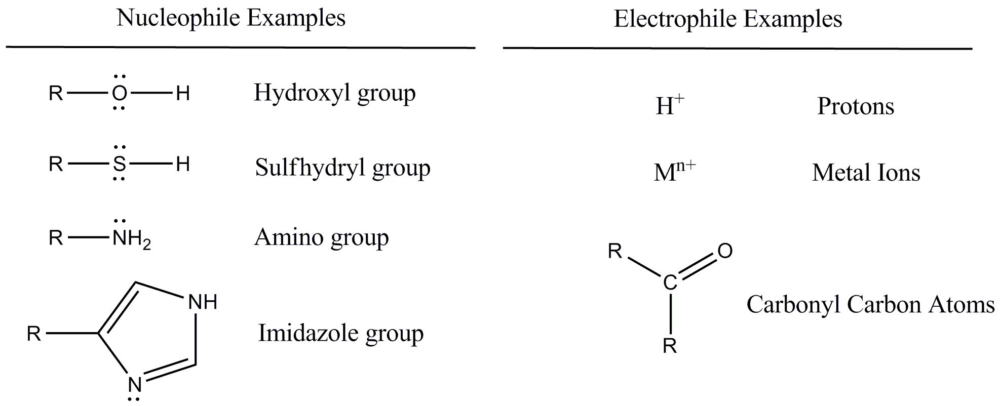 Nucleophile Examples
Electrophile Examples
R O H
Hydroxyl group
H+
Protons
R S H
Sulfhydryl group
Mn+
Metal Ions
R NH2
Amino group
R
O
C
R
Carbonyl Carbon Atoms
NH
R
N
Imidazole group